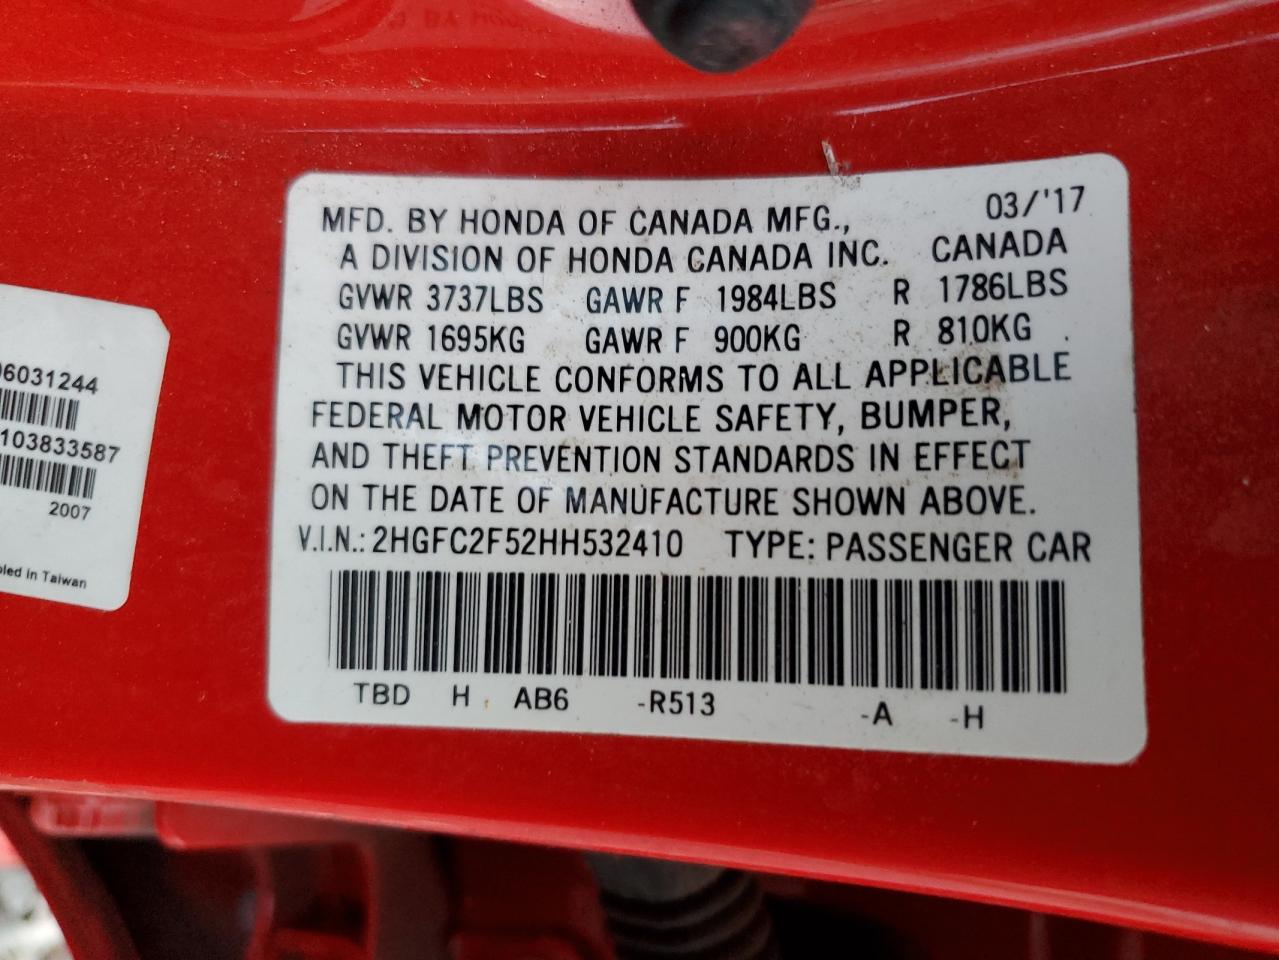 06031244
103833587
2007
in Taiwan
MFD. BY HONDA OF CANADA MFG., 03/'17
A DIVISION OF HONDA CANADA INC. CANADA
GVWR 3737LBS GAWR F 1984LBS R 1786LBS
GVWR 1695KG GAWR F 900KG R 810KG
THIS VEHICLE CONFORMS TO ALL APPLICABLE
FEDERAL MOTOR VEHICLE SAFETY, BUMPER,
AND THEFT PREVENTION STANDARDS IN EFFECT
ON THE DATE OF MANUFACTURE SHOWN ABOVE.
V.I.N.: 2HGFC2F52HH532410 TYPE: PASSENGER CAR
TBD H AB6 -R513 -A -H